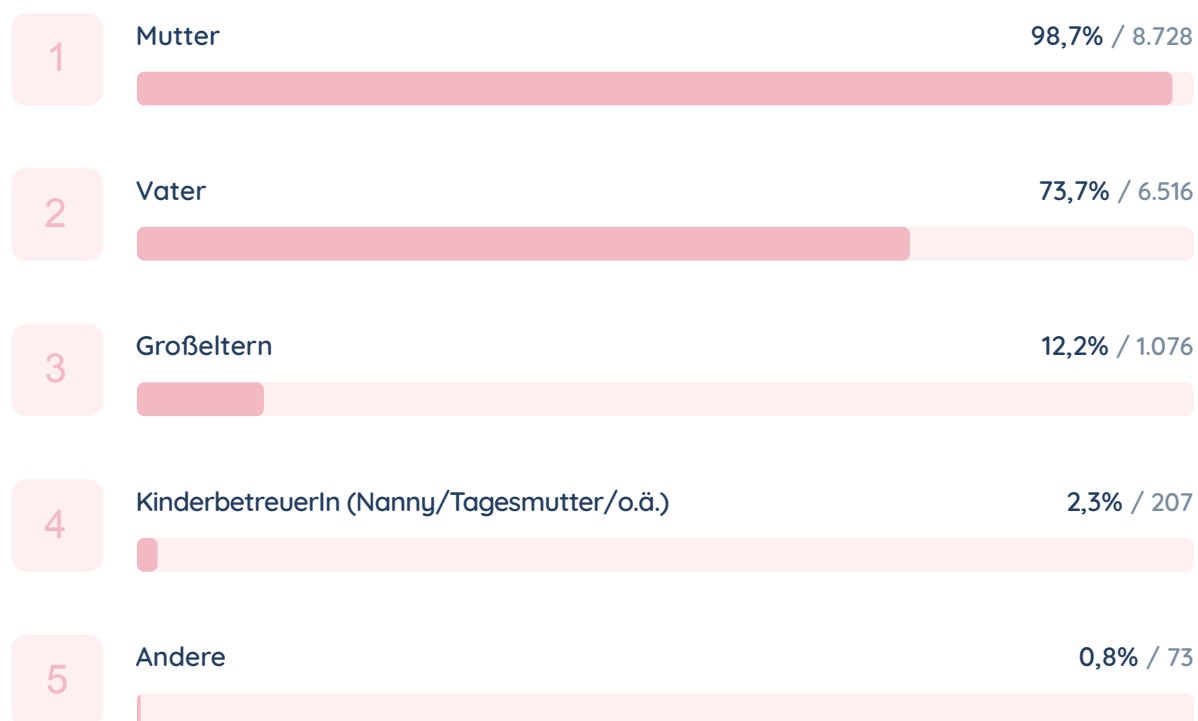 1 Mutter 98,7% / 8.728
2 Vater 73,7% / 6.516
3 Großeltern 12,2% / 1.076
4 KinderbetreuerIn (Nanny/Tagesmutter/o.ä.) 2,3% / 207
5 Andere 0,8% / 73